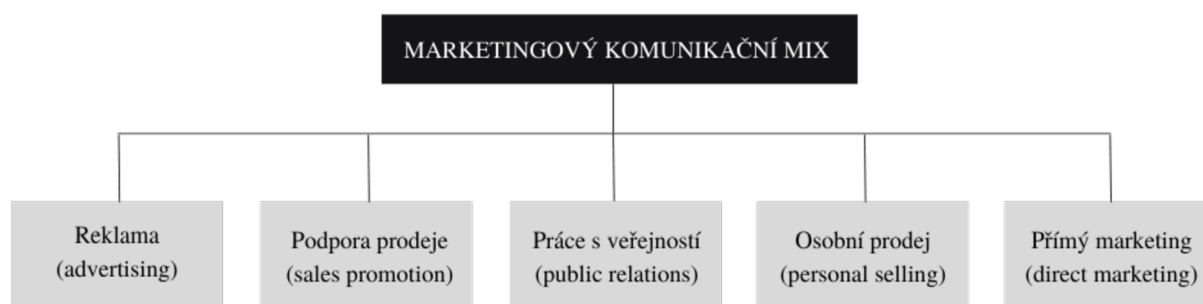 MARKETINGOVÝ KOMUNIKAČNÍ MIX
Reklama
(advertising)
Podpora prodeje
(sales promotion)
Práce s veřejností
(public relations)
Osobní prodej
(personal selling)
Přímý marketing
(direct marketing)